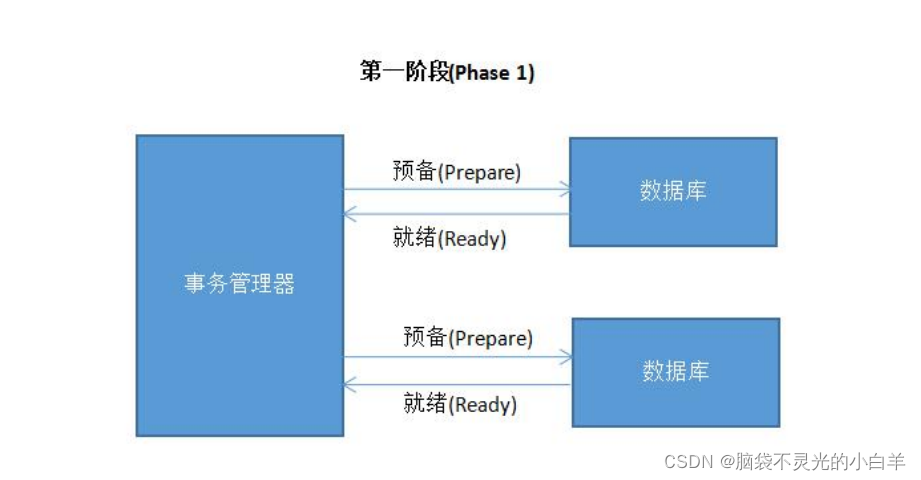 第一阶段(Phase 1)
预备(Prepare)
数据库
就绪(Ready)
事务管理器
预备(Prepare)
数据库
就绪(Ready)
CSDN @脑袋不灵光的小白羊